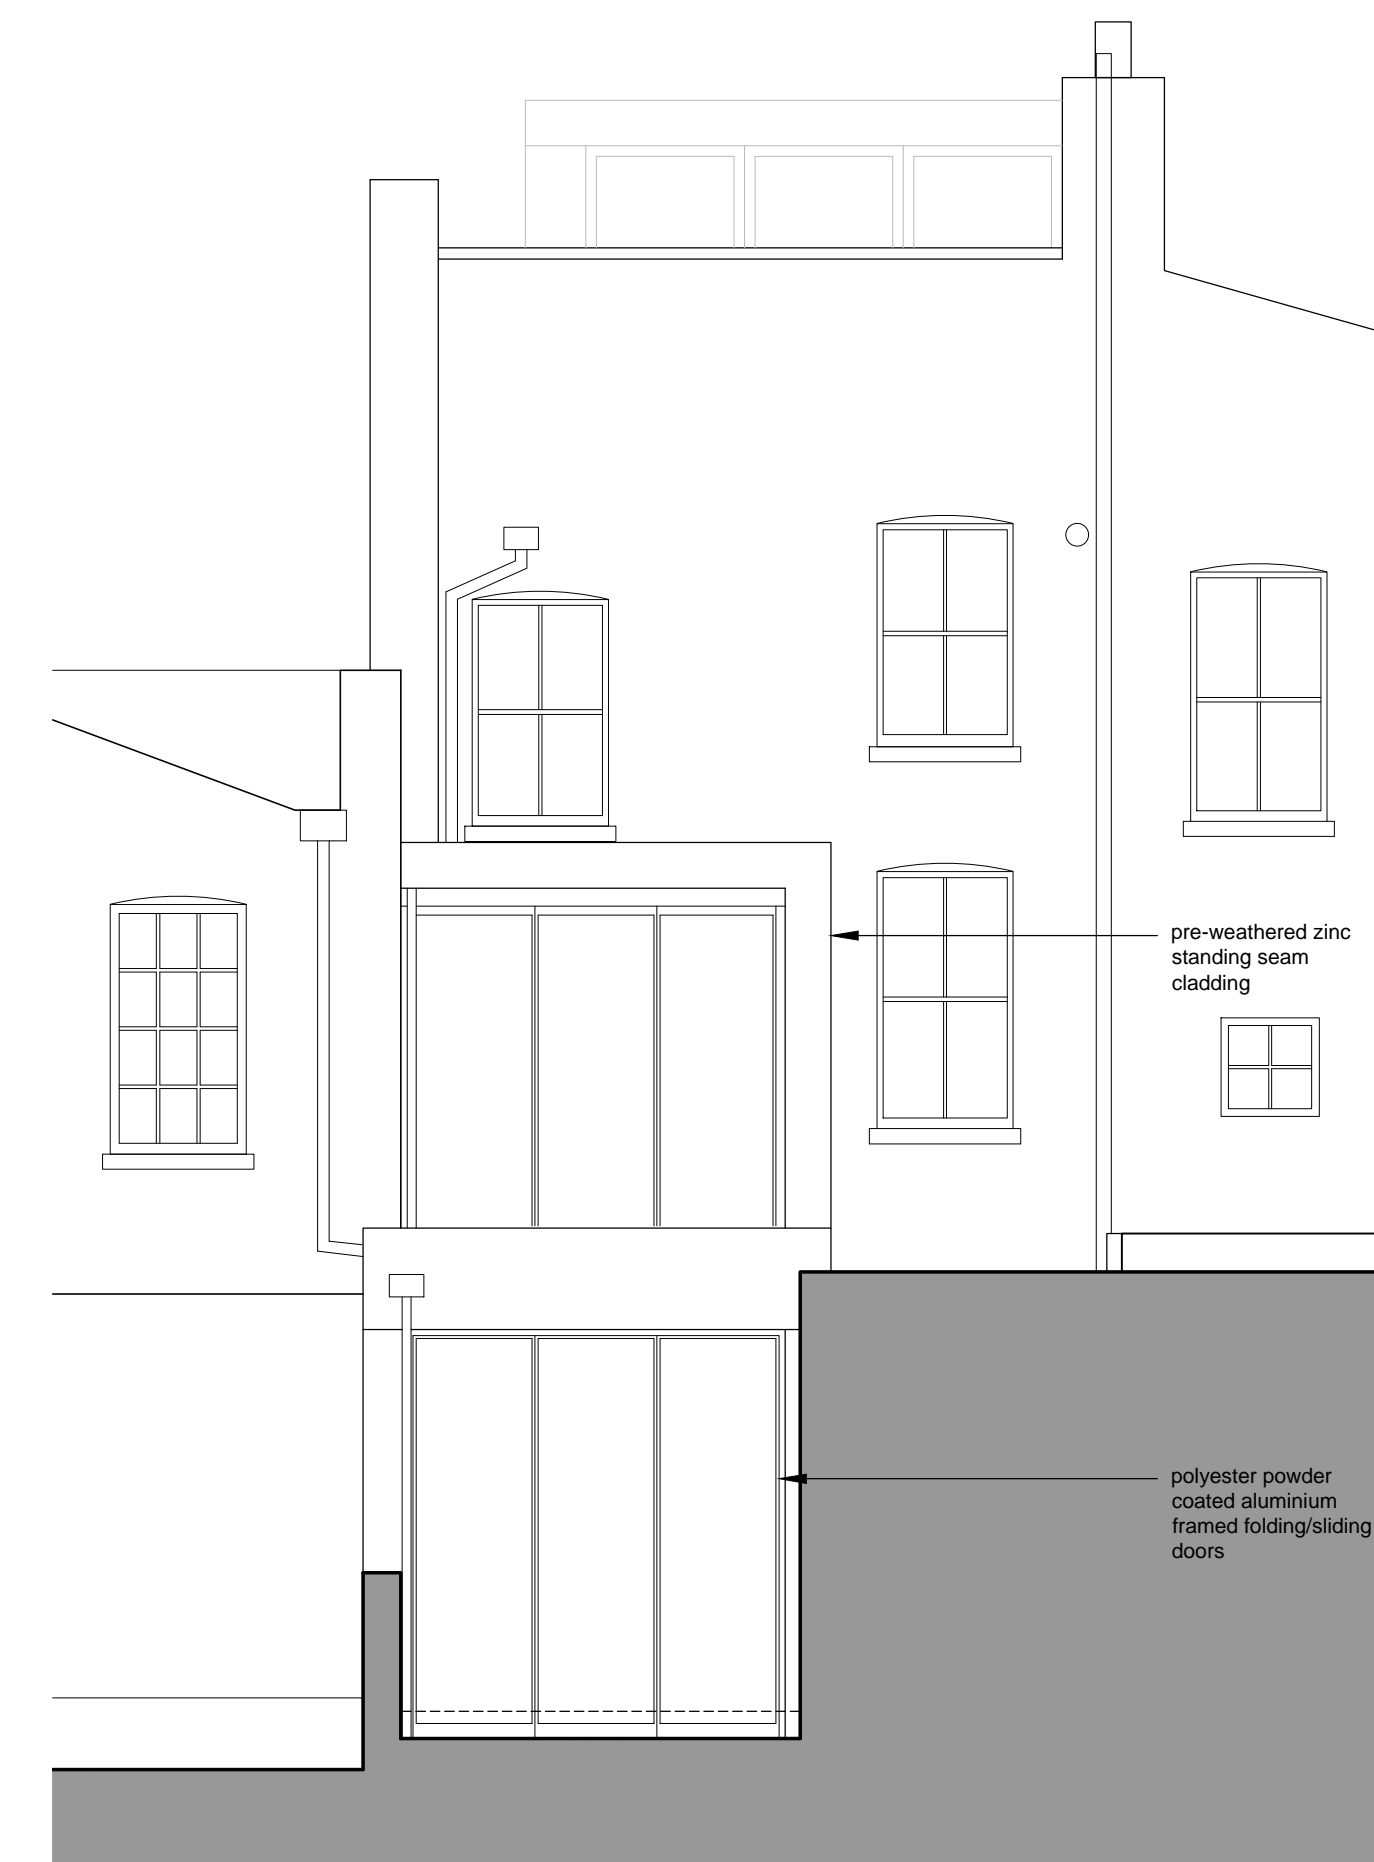 pre-weathered zinc
standing seam
cladding
polyester powder
coated aluminium
framed folding/sliding
doors